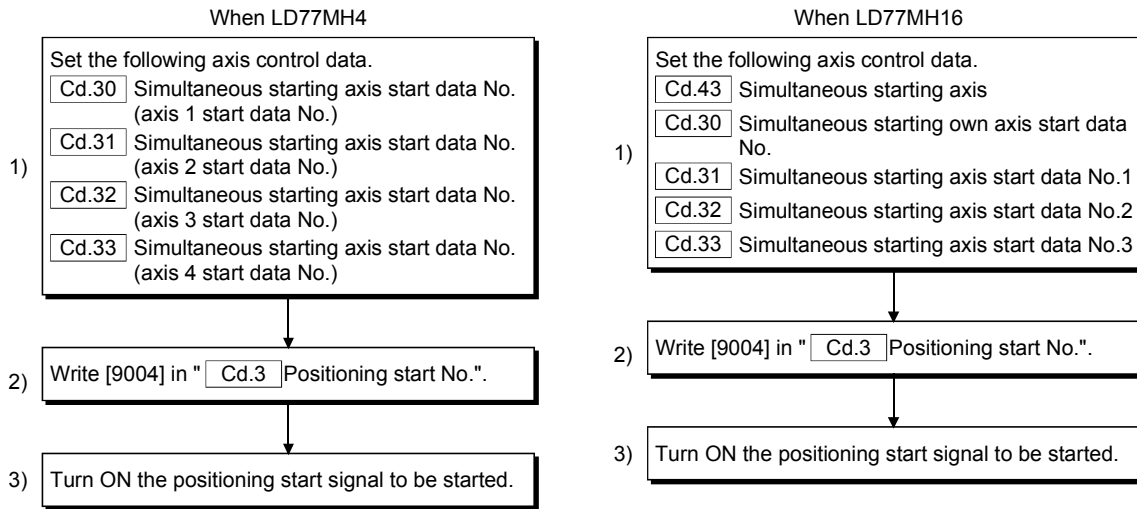 When LD77MH4
Set the following axis control data.
Cd.30 Simultaneous starting axis start data No.
(axis 1 start data No.)
Cd.31 Simultaneous starting axis start data No.
(axis 2 start data No.)
1)
Cd.32 Simultaneous starting axis start data No.
(axis 3 start data No.)
Cd.33 Simultaneous starting axis start data No.
(axis 4 start data No.)
2) Write [9004] in " Cd.3 Positioning start No.".
3) Turn ON the positioning start signal to be started.
When LD77MH16
Set the following axis control data.
Cd.43 Simultaneous starting axis
Cd.30 Simultaneous starting own axis start data
No.
1)
Cd.31 Simultaneous starting axis start data No.1
Cd.32 Simultaneous starting axis start data No.2
Cd.33 Simultaneous starting axis start data No.3
2) Write [9004] in " Cd.3 Positioning start No.".
3) Turn ON the positioning start signal to be started.